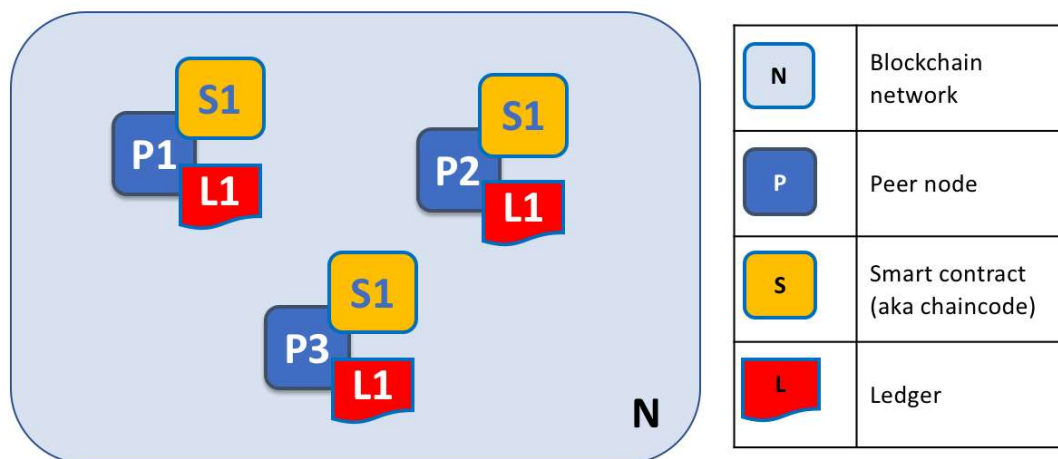 S1
P1
L1
S1
P2
L1
S1
P3
L1
N
N
Blockchain
network
P
Peer node
S
Smart contract
(aka chaincode)
L
Ledger